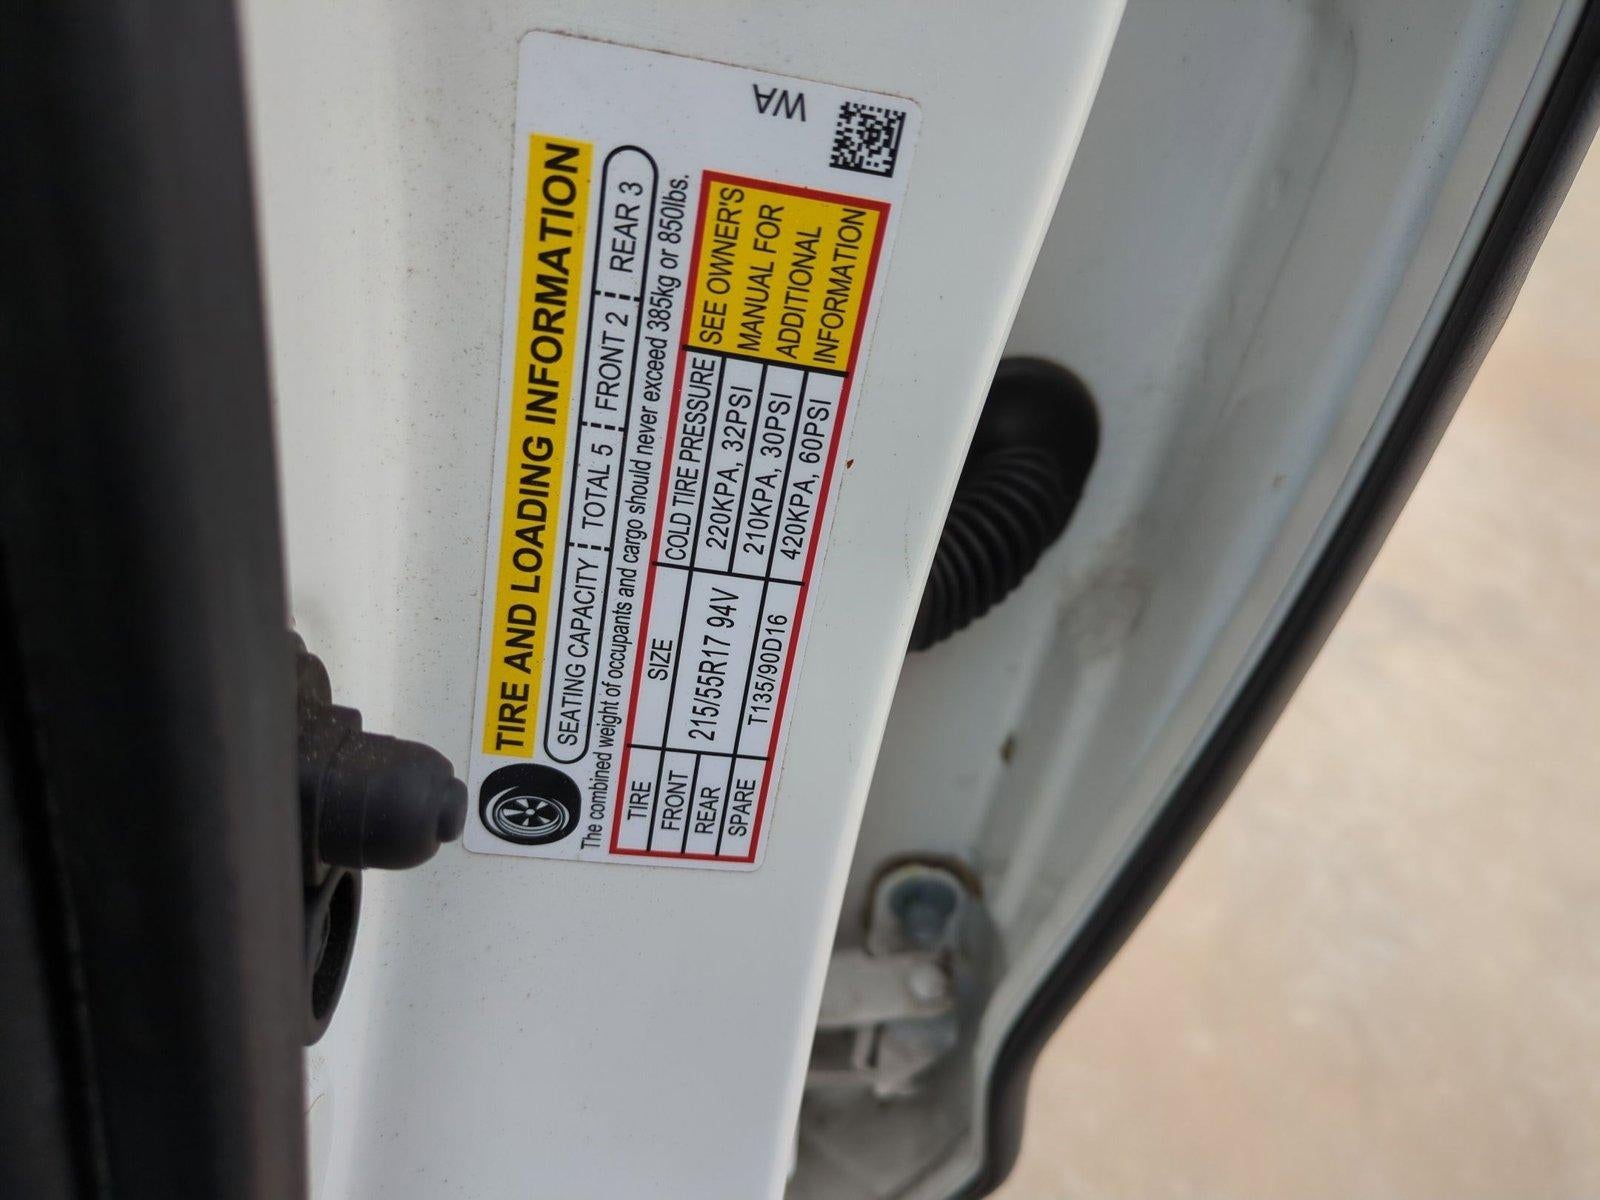 WA
TIRE AND LOADING INFORMATION
SEATING CAPACITY TOTAL 5 FRONT 2 REAR 3
The combined weight of occupants and cargo should never exceed 385kg or 850lbs.
TIRE SIZE COLD TIRE PRESSURE
FRONT 215/55R17 94V 220KPA, 32PSI
REAR 210KPA, 30PSI
SPARE T135/90D16 420KPA, 60PSI
SEE OWNER'S
MANUAL FOR
ADDITIONAL
INFORMATION